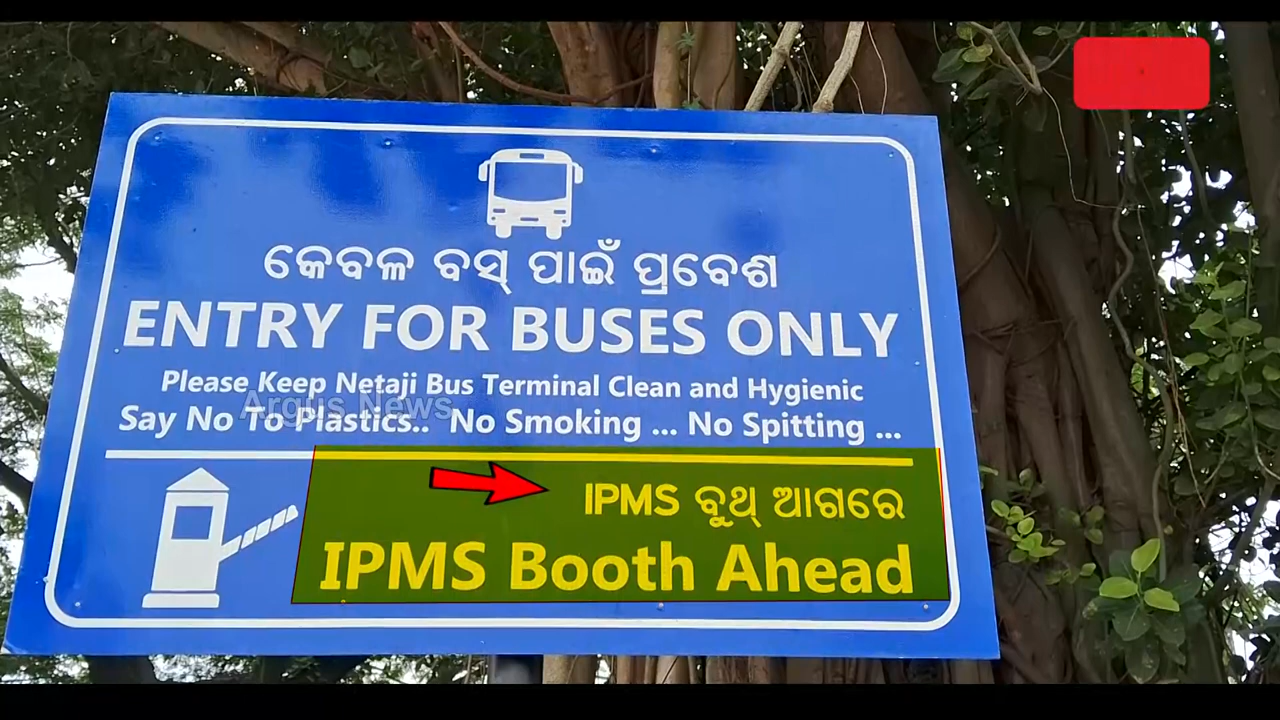 କେବଳ ବସ୍ ପାଇଁ ପ୍ରବେଶ
ENTRY FOR BUSES ONLY
Please Keep Netaji Bus Terminal Clean and Hygienic
Argus News
Say No To Plastics.. No Smoking ... No Spitting ...
IPMS ବୁଥ୍ ଆଗରେ
IPMS Booth Ahead